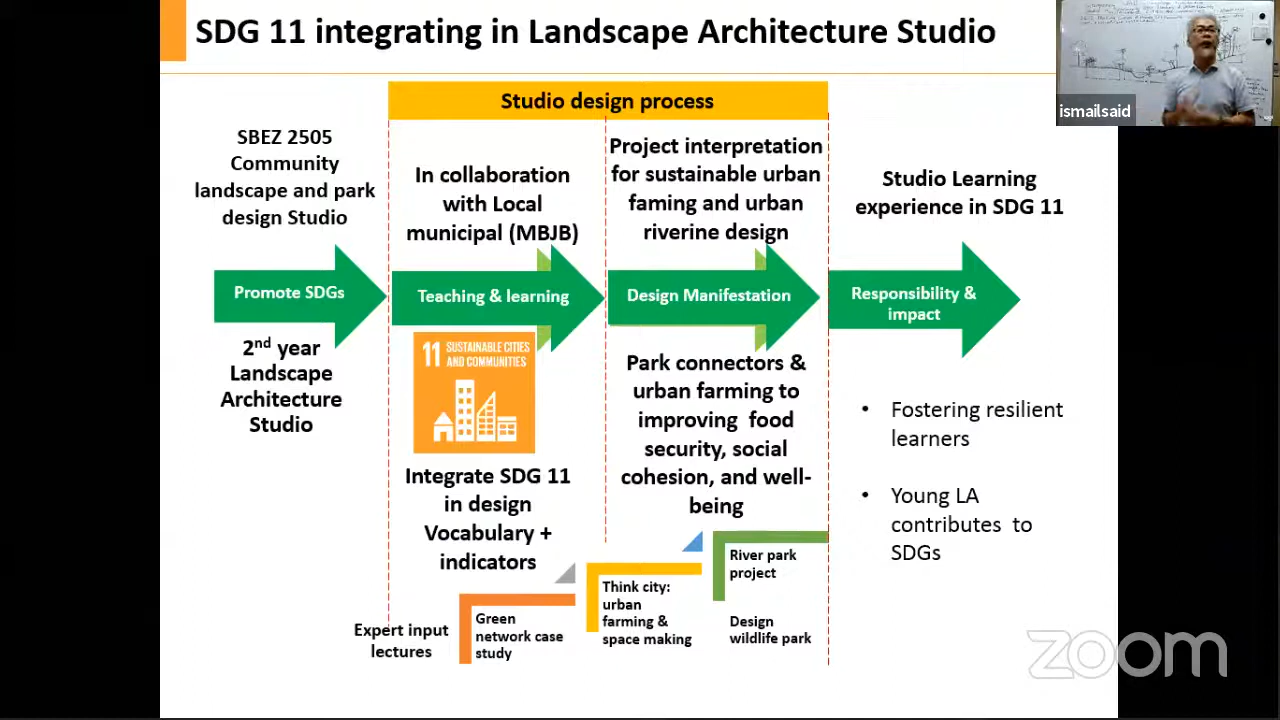 SDG 11 integrating in Landscape Architecture Studio
ismailsaid
Studio design process
SBEZ 2505
Community
landscape and park
design Studio
In collaboration
with Local
municipal (MBJB)
Project interpretation
for sustainable urban
faming and urban
riverine design
Studio Learning
experience in SDG 11
Promote SDGs
Teaching & learning
Design Manifestation
Responsibility &
impact
2nd year
Landscape
Architecture
Studio
11 SUSTAINABLE CITIES
AND COMMUNITIES
Integrate SDG 11
in design
Vocabulary +
indicators
Park connectors &
urban farming to
improving food
security, social
cohesion, and well-
being
• Fostering resilient
learners
• Young LA
contributes to
SDGs
Expert input
lectures
Green
network case
study
Think city:
urban
farming &
space making
River park
project
Design
wildlife park
zoom